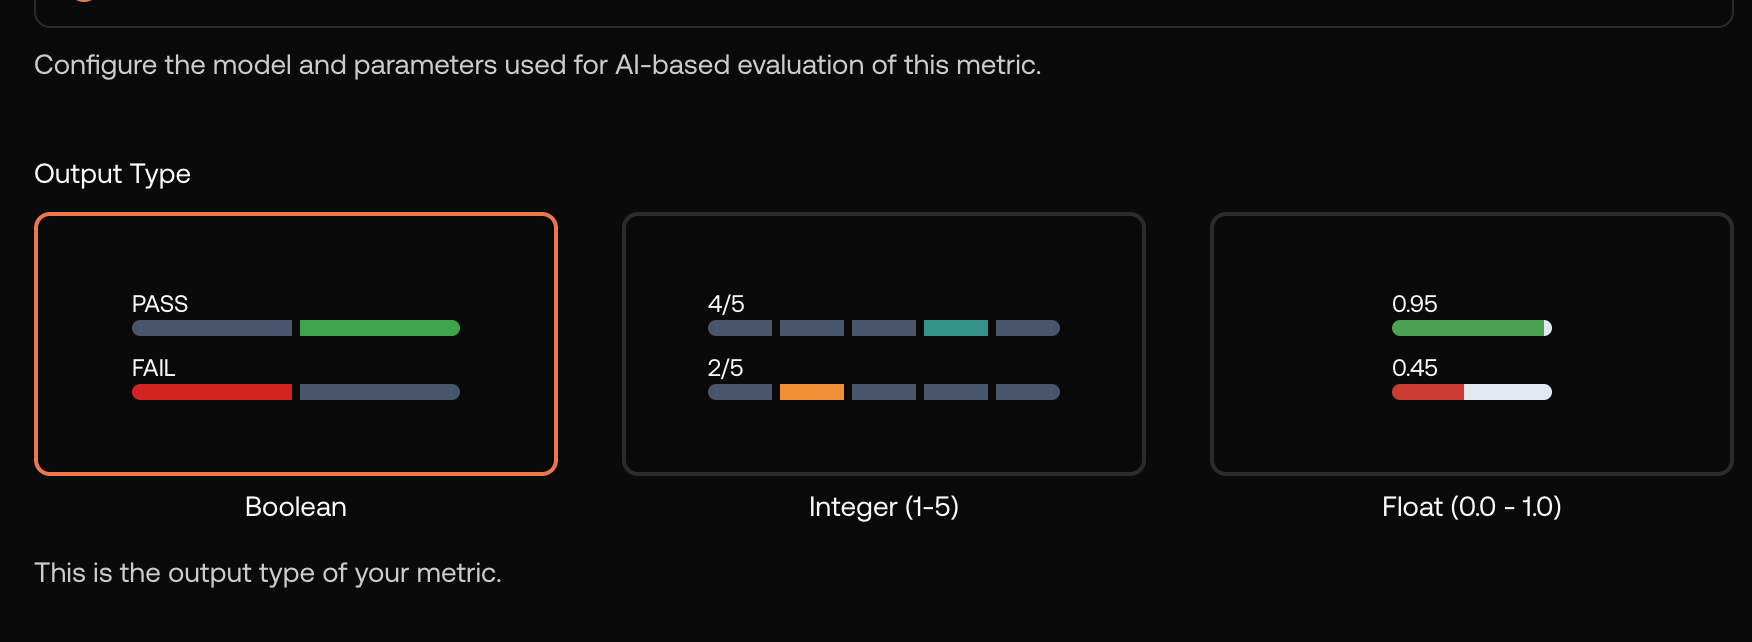 Configure the model and parameters used for AI-based evaluation of this metric.
Output Type
PASS
FAIL
4/5
2/5
0.95
0.45
Boolean
Integer (1-5)
Float (0.0 - 1.0)
This is the output type of your metric.